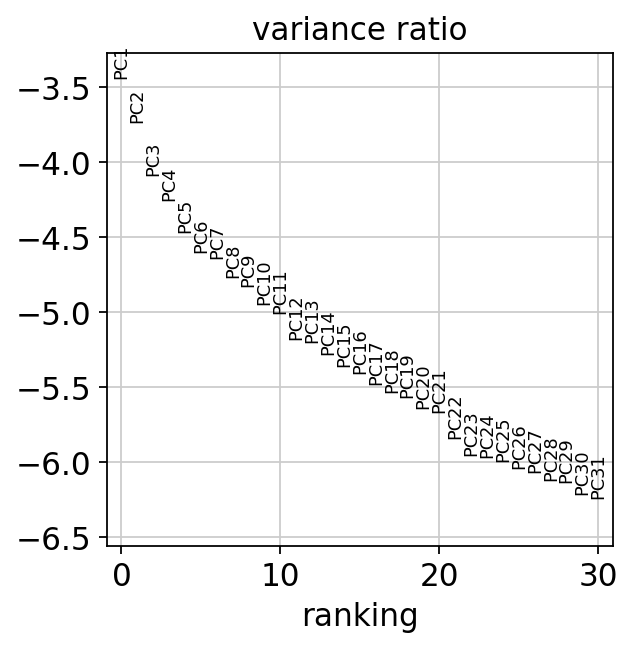 variance ratio
−3.5
−4.0
−4.5
−5.0
−5.5
−6.0
−6.5
PC1
PC2
PC3
PC4
PC5
PC6
PC7
PC8
PC9
PC10
PC11
PC12
PC13
PC14
PC15
PC16
PC17
PC18
PC19
PC20
PC21
PC22
PC23
PC24
PC25
PC26
PC27
PC28
PC29
PC30
PC31
0 10 20 30
ranking